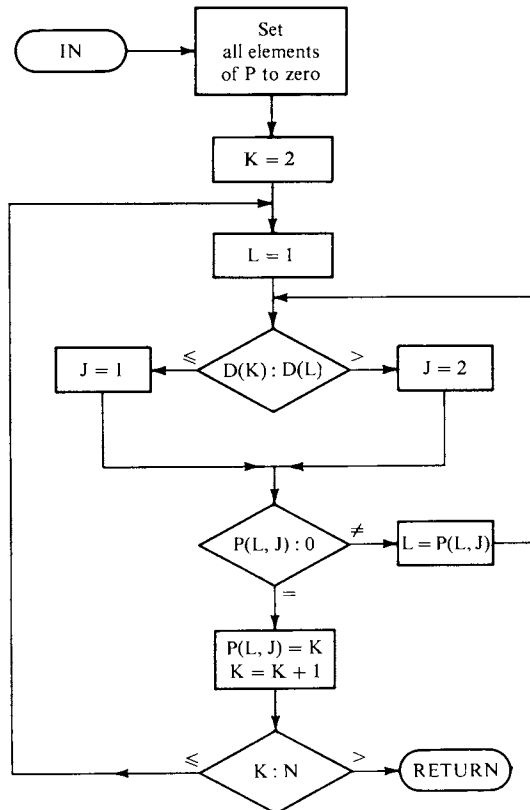 IN
Set
all elements
of P to zero
K = 2
L = 1
≤
D(K) : D(L)
>
J = 1
J = 2
P(L, J) : 0
≠
L = P(L, J)
=
P(L, J) = K
K = K + 1
≤
K : N
>
RETURN